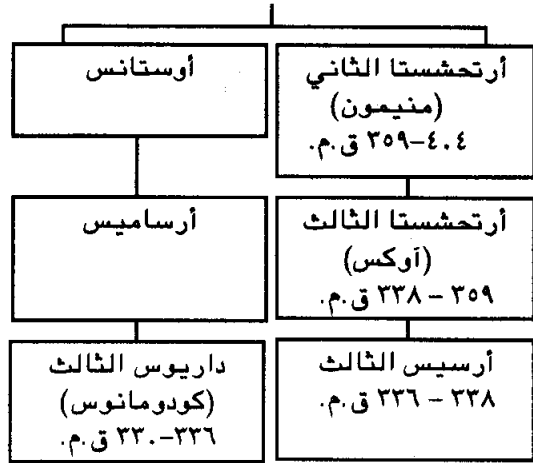 أرتحشستا الثاني
(منيمون)
٤٠٤-٣٥٩ ق.م.
أوستانس
أرتحشستا الثالث
(أوكس)
٣٥٩ - ٣٣٨ ق.م.
أرساميس
أرسيس الثالث
٣٣٨ - ٣٣٦ ق.م.
داريوس الثالث
(كودومانوس)
٣٣٦-٣٣٠ ق.م.